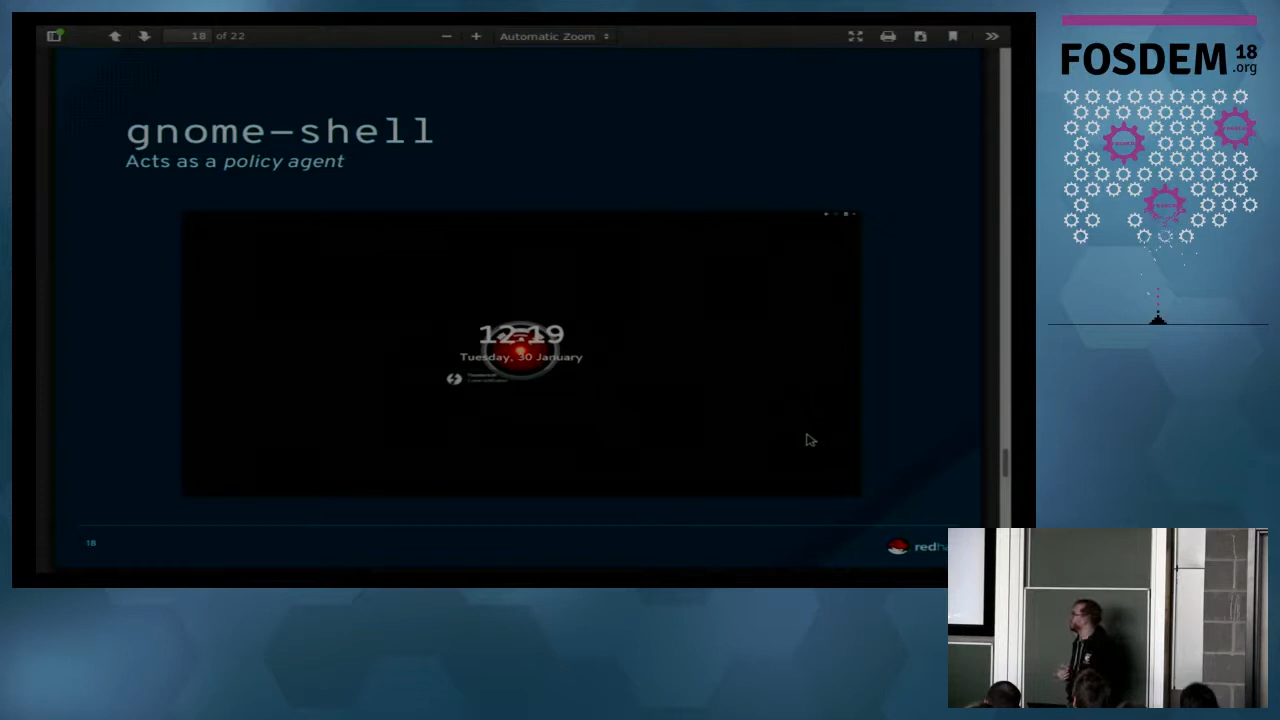 18 of 22
Automatic Zoom
FOSDEM 18
.org
gnome-shell
Acts as a policy agent
12:19
Tuesday, 30 January
18